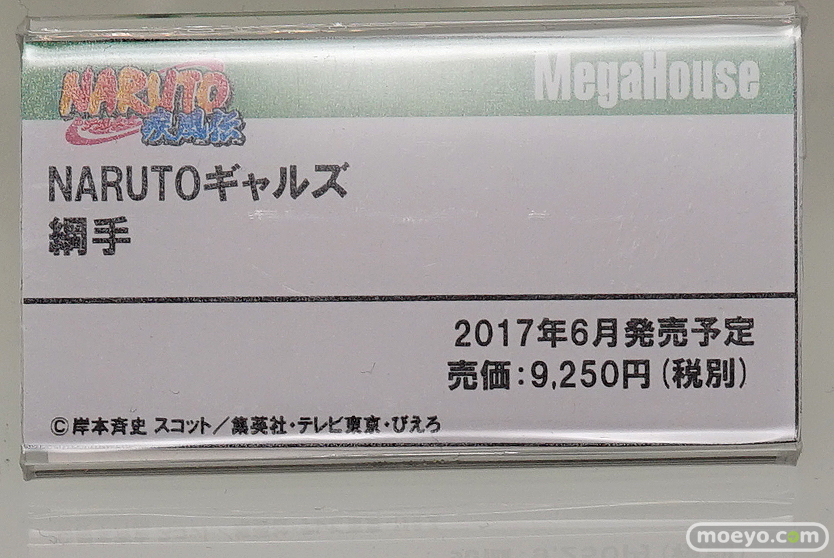 NARUTO
疾風伝
MegaHouse
NARUTOギャルズ
綱手
2017年6月発売予定
売価:9,250円(税別)
©岸本斉史 スコット／集英社・テレビ東京・ぴえろ
moeyo.com